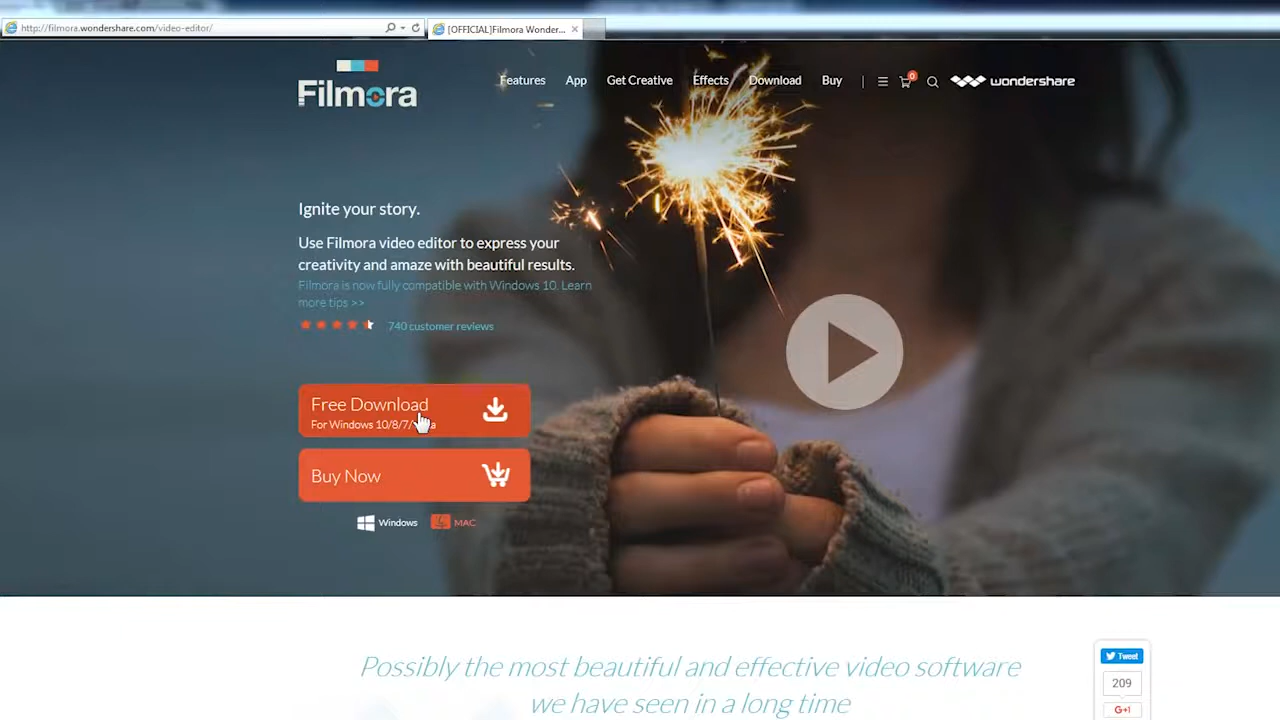 http://filmora.wondershare.com/video-editor/
[OFFICIAL]Filmora Wonder...
Filmora
Features App Get Creative Effects Download Buy 0 wondershare
Ignite your story.
Use Filmora video editor to express your
creativity and amaze with beautiful results.
Filmora is now fully compatible with Windows 10. Learn
more tips >>
740 customer reviews
Free Download
For Windows 10/8/7/
Buy Now
Windows MAC
Possibly the most beautiful and effective video software
we have seen in a long time
Tweet
209
G+1